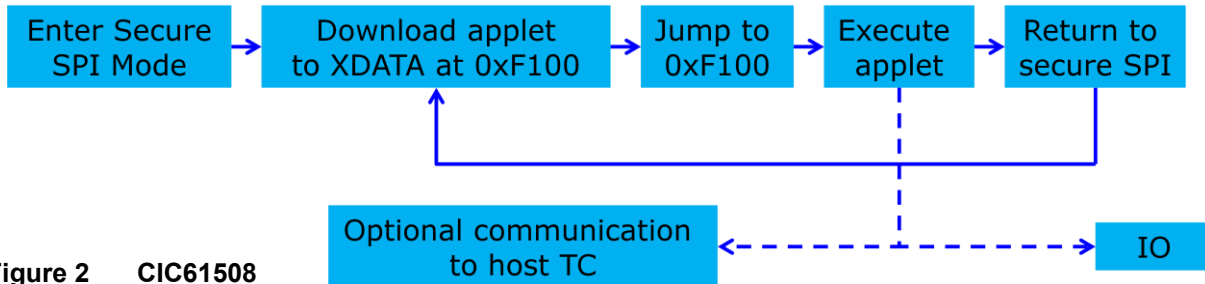 Enter Secure
SPI Mode
Download applet
to XDATA at 0xF100
Jump to
0xF100
Execute
applet
Return to
secure SPI
Optional communication
to host TC
IO
igure 2 CIC61508